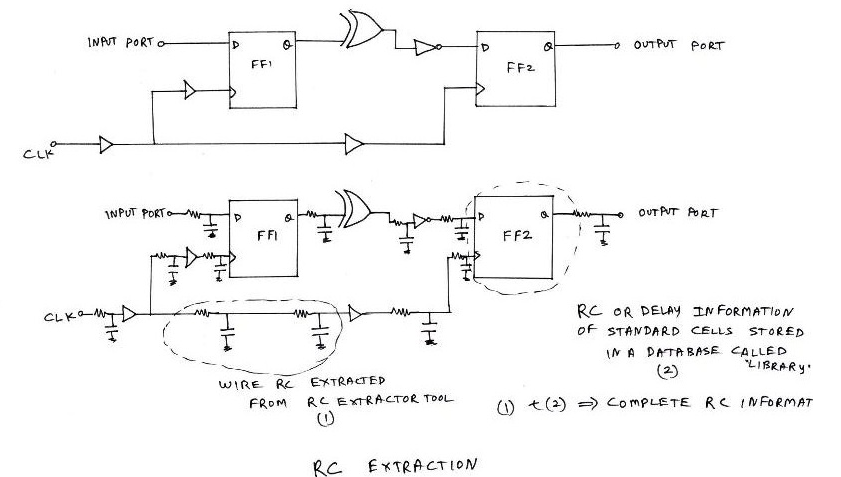 INPUT PORT
D
Q
FF1
D
Q
FF2
OUTPUT PORT
CLK
INPUT PORT
D
Q
FF1
D
Q
FF2
OUTPUT PORT
CLK
RC OR DELAY INFORMATION
OF STANDARD CELLS STORED
IN A DATABASE CALLED
"LIBRARY"
(2)
WIRE RC EXTRACTED
FROM RC EXTRACTOR TOOL
(1)
(1) + (2) ⇒ COMPLETE RC INFORMAT
RC EXTRACTION